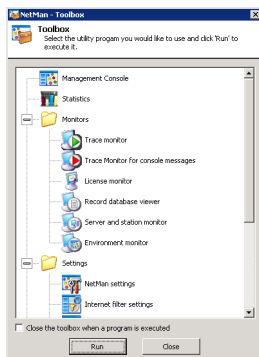 NetMan - Toolbox
Toolbox
Select the utility progam you would like to use and click 'Run' to
execute it.
Management Console
Statistics
Monitors
Trace monitor
Trace Monitor for console messages
License monitor
Record database viewer
Server and station monitor
Environment monitor
Settings
NetMan settings
Internet filter settings
Close the toolbox when a program is executed
Run
Close